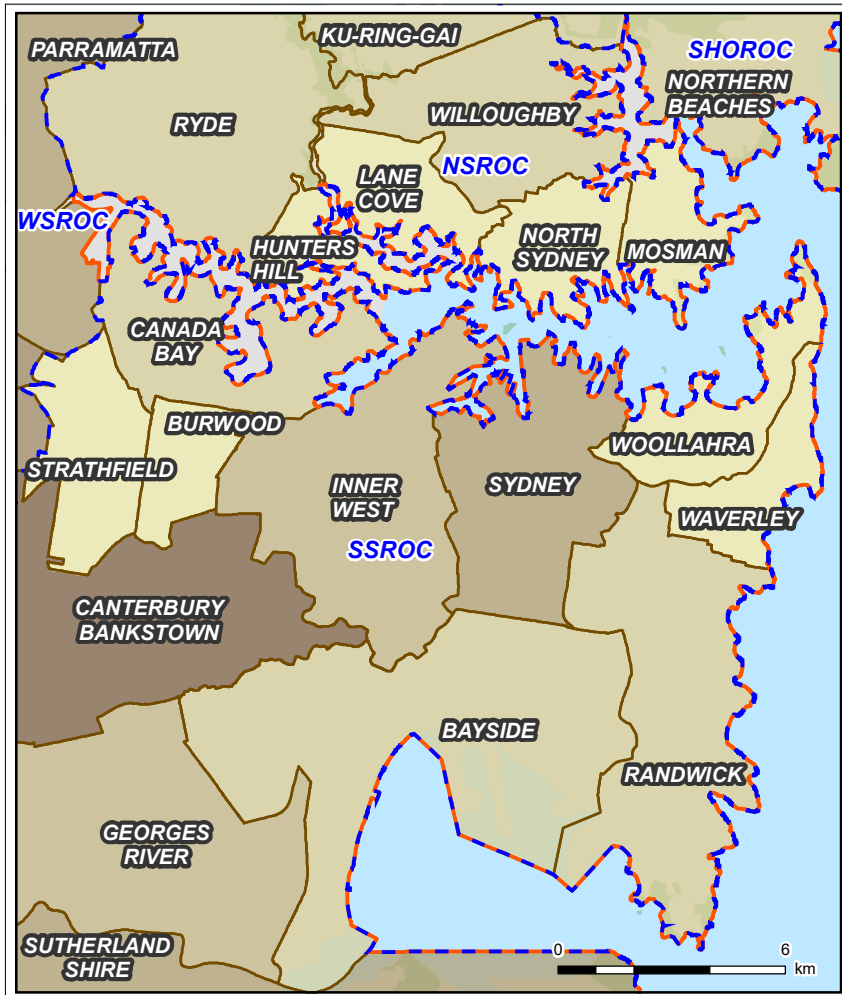 PARRAMATTA
KU-RING-GAI
SHOROC
NORTHERN
BEACHES
RYDE
WILLOUGHBY
LANE
COVE
NSROC
WSROC
HUNTERS
HILL
NORTH
SYDNEY
MOSMAN
CANADA
BAY
BURWOOD
STRATHFIELD
INNER
WEST
SYDNEY
WOOLLAHRA
WAVERLEY
SSROC
CANTERBURY
BANKSTOWN
BAYSIDE
RANDWICK
GEORGES
RIVER
SUTHERLAND
SHIRE
0 6
km